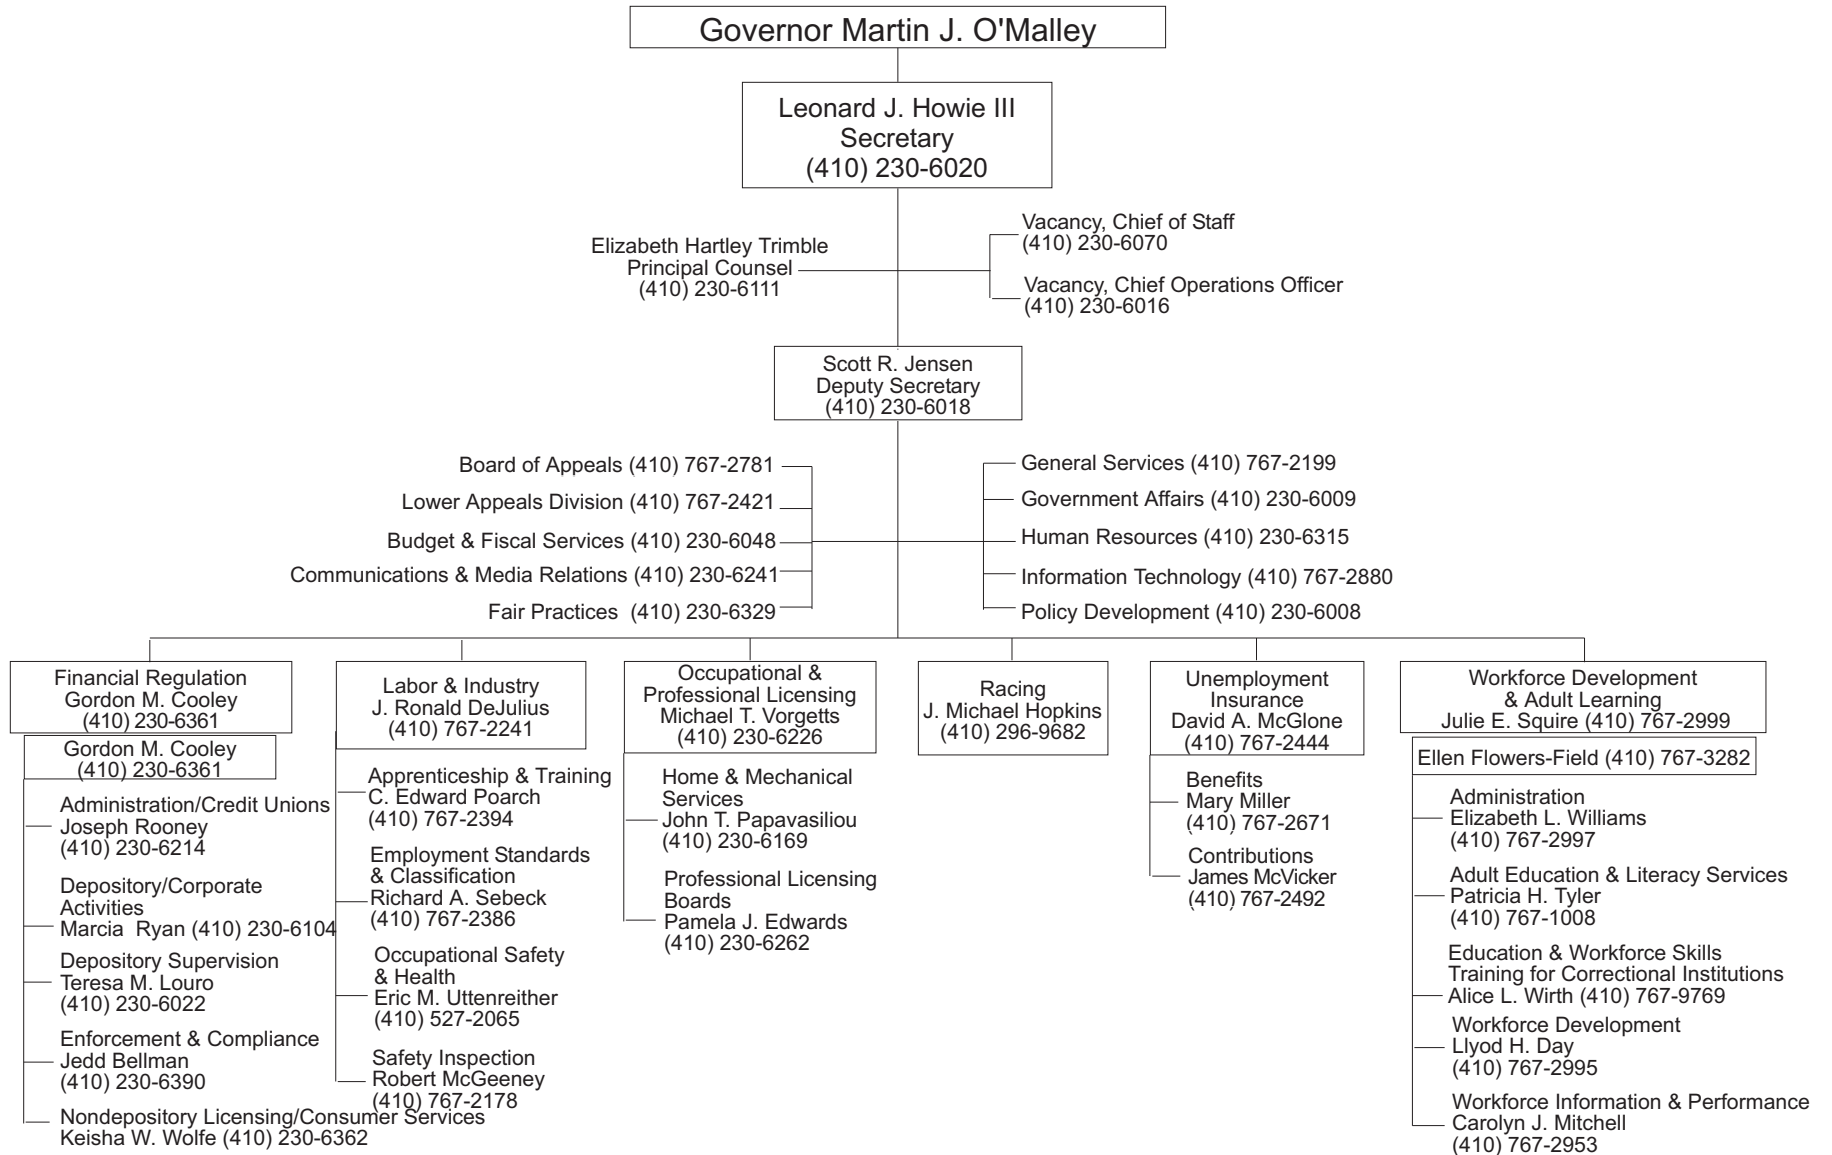 Governor Martin J. O'Malley
Leonard J. Howie III
Secretary
(410) 230-6020
Elizabeth Hartley Trimble
Principal Counsel
(410) 230-6111
Vacancy, Chief of Staff
(410) 230-6070
Vacancy, Chief Operations Officer
(410) 230-6016
Scott R. Jensen
Deputy Secretary
(410) 230-6018
Board of Appeals (410) 767-2781
Lower Appeals Division (410) 767-2421
Budget & Fiscal Services (410) 230-6048
Communications & Media Relations (410) 230-6241
Fair Practices (410) 230-6329
General Services (410) 767-2199
Government Affairs (410) 230-6009
Human Resources (410) 230-6315
Information Technology (410) 767-2880
Policy Development (410) 230-6008
Financial Regulation
Gordon M. Cooley
(410) 230-6361
Gordon M. Cooley
(410) 230-6361
Administration/Credit Unions
Joseph Rooney
(410) 230-6214
Depository/Corporate
Activities
Marcia Ryan (410) 230-6104
Depository Supervision
Teresa M. Louro
(410) 230-6022
Enforcement & Compliance
Jedd Bellman
(410) 230-6390
Nondepository Licensing/Consumer Services
Keisha W. Wolfe (410) 230-6362
Labor & Industry
J. Ronald DeJulius
(410) 767-2241
Apprenticeship & Training
C. Edward Poarch
(410) 767-2394
Employment Standards
& Classification
Richard A. Sebeck
(410) 767-2386
Occupational Safety
& Health
Eric M. Uttenreither
(410) 527-2065
Safety Inspection
Robert McGeeney
(410) 767-2178
Occupational &
Professional Licensing
Michael T. Vorgetts
(410) 230-6226
Home & Mechanical
Services
John T. Papavasiliou
(410) 230-6169
Professional Licensing
Boards
Pamela J. Edwards
(410) 230-6262
Racing
J. Michael Hopkins
(410) 296-9682
Unemployment
Insurance
David A. McGlone
(410) 767-2444
Benefits
Mary Miller
(410) 767-2671
Contributions
James McVicker
(410) 767-2492
Workforce Development
& Adult Learning
Julie E. Squire (410) 767-2999
Ellen Flowers-Field (410) 767-3282
Administration
Elizabeth L. Williams
(410) 767-2997
Adult Education & Literacy Services
Patricia H. Tyler
(410) 767-1008
Education & Workforce Skills
Training for Correctional Institutions
Alice L. Wirth (410) 767-9769
Workforce Development
Llyod H. Day
(410) 767-2995
Workforce Information & Performance
Carolyn J. Mitchell
(410) 767-2953